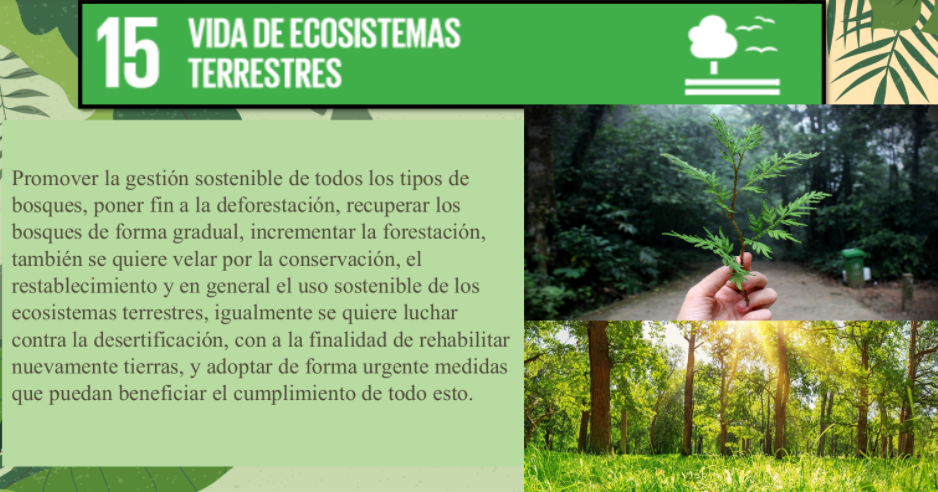 15
VIDA DE ECOSISTEMAS
TERRESTRES
Promover la gestión sostenible de todos los tipos de
bosques, poner fin a la deforestación, recuperar los
bosques de forma gradual, incrementar la forestación,
también se quiere velar por la conservación, el
restablecimiento y en general el uso sostenible de los
ecosistemas terrestres, igualmente se quiere luchar
contra la desertificación, con a la finalidad de rehabilitar
nuevamente tierras, y adoptar de forma urgente medidas
que puedan beneficiar el cumplimiento de todo esto.